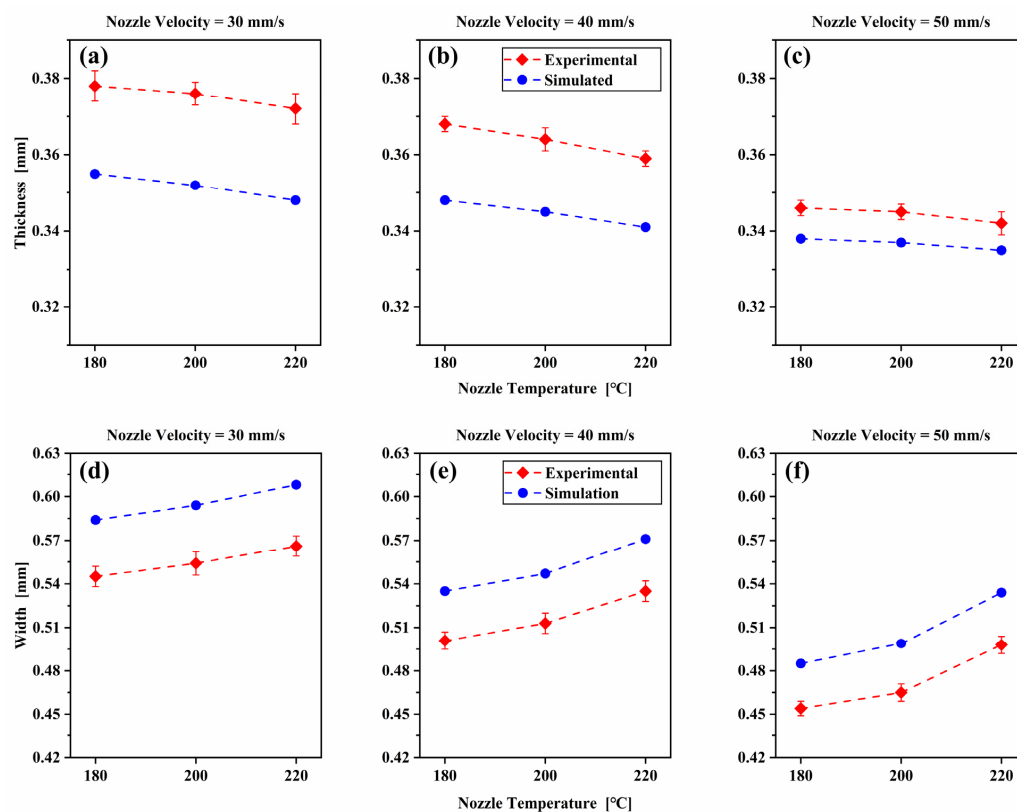 Nozzle Velocity = 30 mm/s
Nozzle Velocity = 40 mm/s
Nozzle Velocity = 50 mm/s
(a)
(b)
(c)
Experimental
Simulated
Thickness [mm]
0.38
0.36
0.34
0.32
0.38
0.36
0.34
0.32
0.38
0.36
0.34
0.32
180
200
220
180
200
220
180
200
220
Nozzle Temperature [°C]
Nozzle Velocity = 30 mm/s
Nozzle Velocity = 40 mm/s
Nozzle Velocity = 50 mm/s
(d)
(e)
(f)
Experimental
Simulation
Width [mm]
0.63
0.60
0.57
0.54
0.51
0.48
0.45
0.42
0.63
0.60
0.57
0.54
0.51
0.48
0.45
0.42
0.63
0.60
0.57
0.54
0.51
0.48
0.45
0.42
180
200
220
180
200
220
180
200
220
Nozzle Temperature [°C]